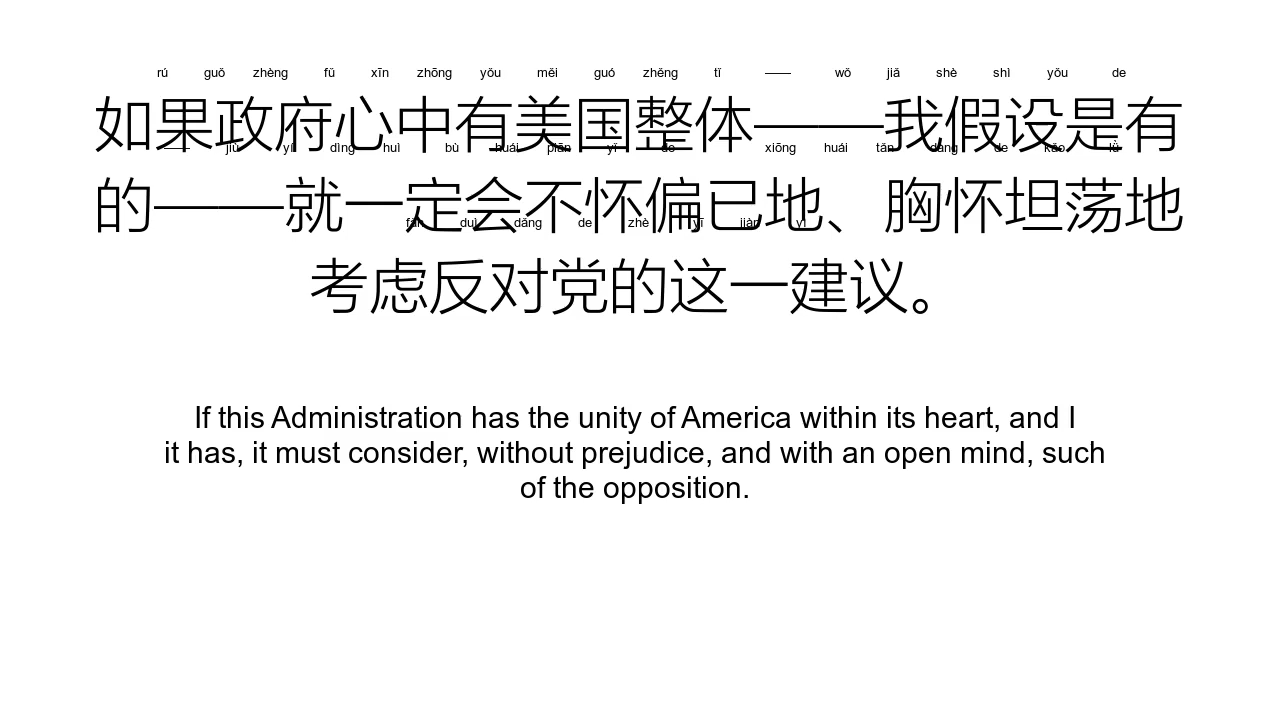 rú guǒ zhèng fǔ xīn zhōng yǒu měi guó zhěng tǐ —— wǒ jiǎ shè shì yǒu de
如果政府心中有美国整体——我假设是有
—— jiù yí dìng huì bù huái piān yǐ de xiōng huái tǎn dàng de kǎo lǜ
的——就一定会不怀偏已地、胸怀坦荡地
fǎn duì dǎng de zhè yī jiàn yì
考虑反对党的这一建议。
If this Administration has the unity of America within its heart, and I
it has, it must consider, without prejudice, and with an open mind, such
of the opposition.